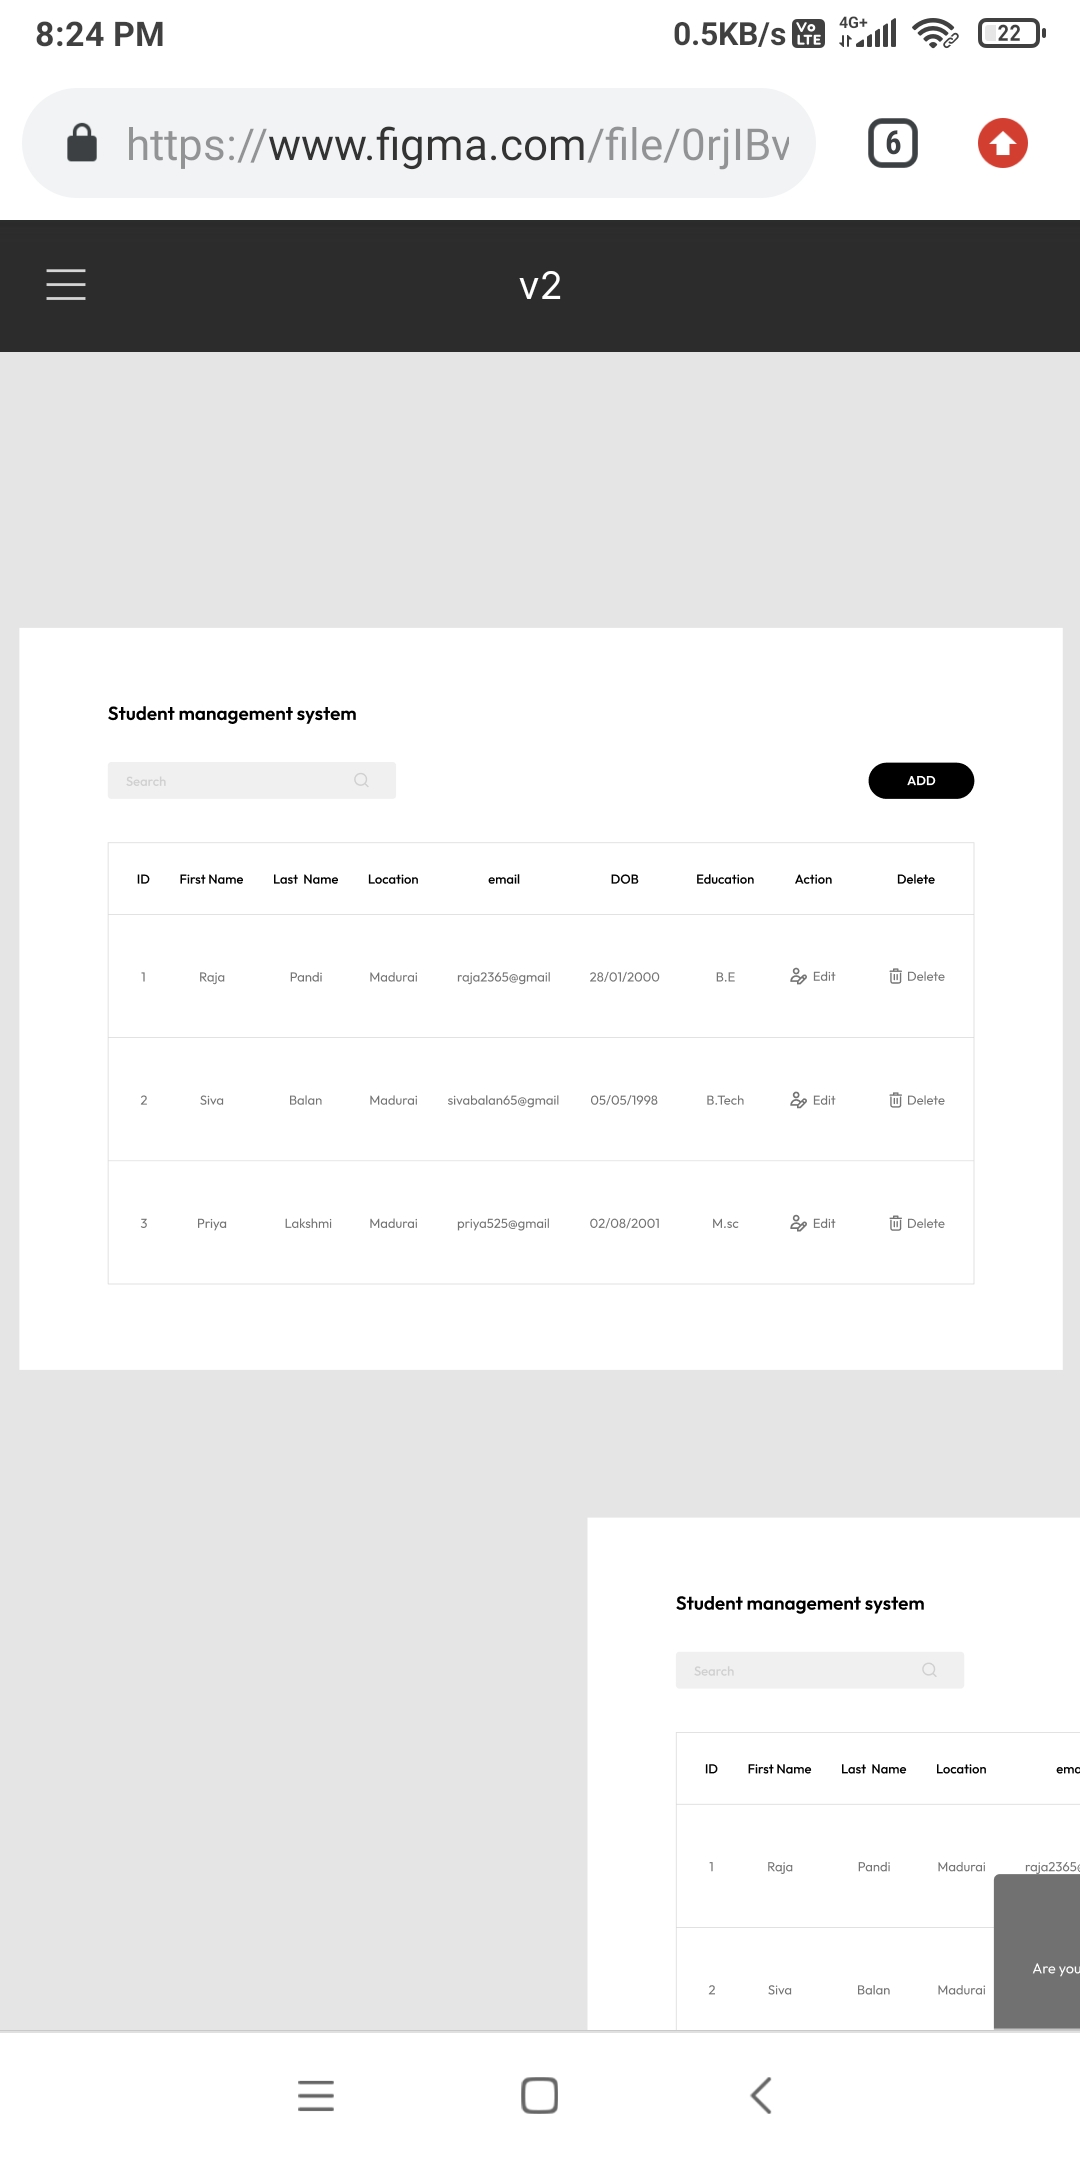 8:24 PM
0.5KB/s Vo LTE 4G+ 22
https://www.figma.com/file/0rjIBv
6
v2
Student management system
Search
ADD
ID First Name Last Name Location email DOB Education Action Delete
1 Raja Pandi Madurai raja2365@gmail 28/01/2000 B.E Edit Delete
2 Siva Balan Madurai sivabalan65@gmail 05/05/1998 B.Tech Edit Delete
3 Priya Lakshmi Madurai priya525@gmail 02/08/2001 M.sc Edit Delete
Student management system
Search
ID First Name Last Name Location ema
1 Raja Pandi Madurai raja2365@
Are you
2 Siva Balan Madurai